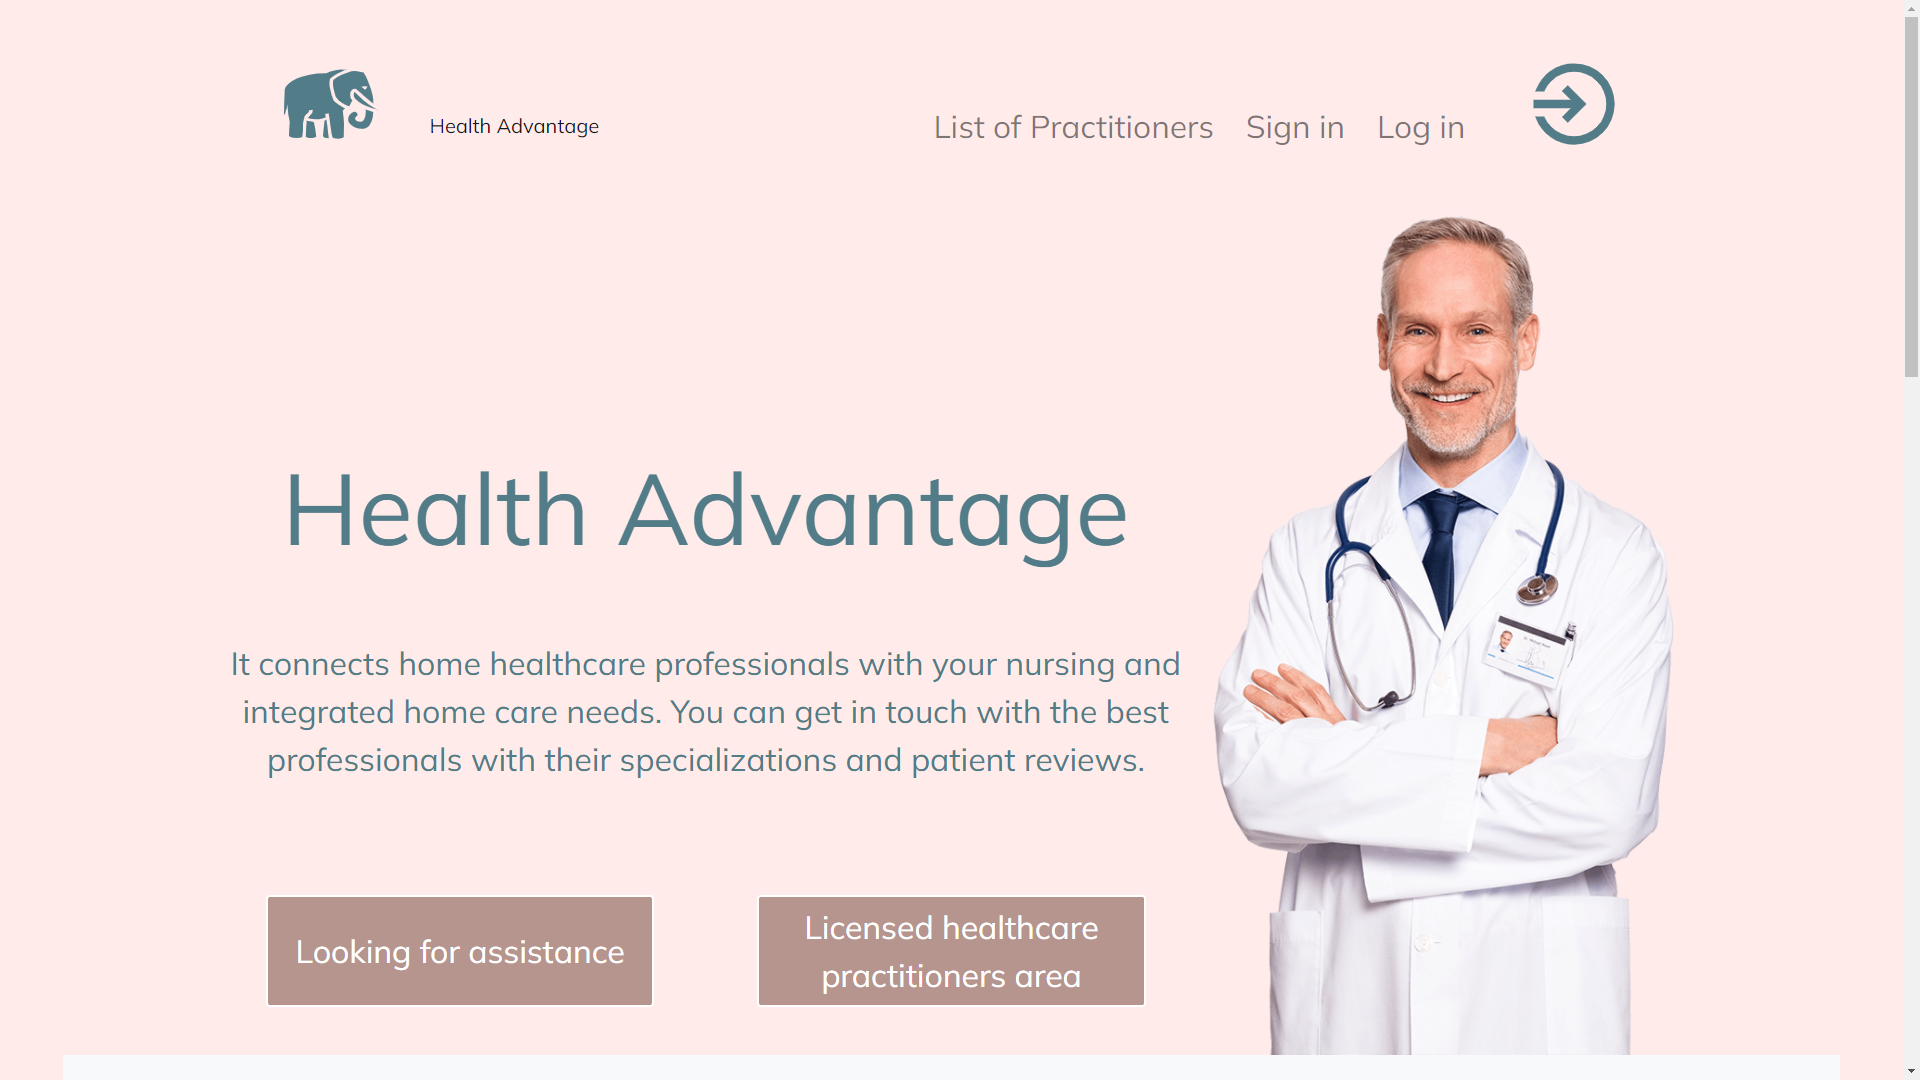 Health Advantage
List of Practitioners
Sign in
Log in
Health Advantage
It connects home healthcare professionals with your nursing and
integrated home care needs. You can get in touch with the best
professionals with their specializations and patient reviews.
Looking for assistance
Licensed healthcare
practitioners area